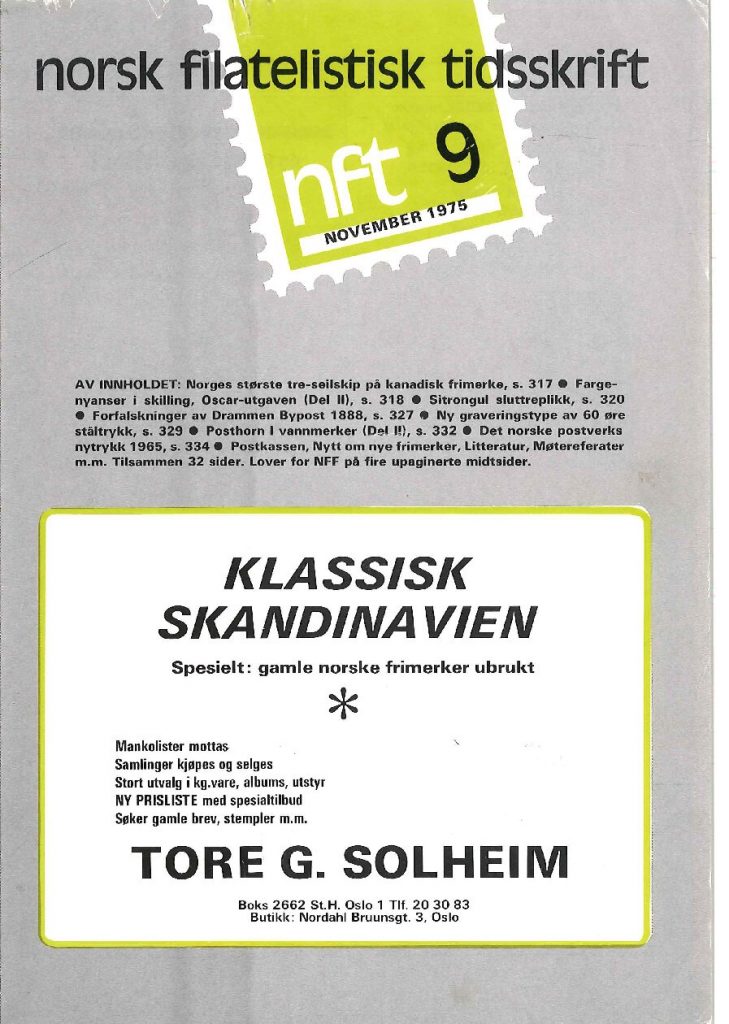 norsk filatelistisk tidsskrift
nft 9
NOVEMBER 1975
AV INNHOLDET: Norges største tre-seilskip på kanadisk frimerke, s. 317 ● Farge-
nyanser i skilling, Oscar-utgaven (Del II), s. 318 ● Sitrongul sluttreplikk, s. 320
● Forfalskninger av Drammen Bypost 1888, s. 327 ● Ny graveringstype av 60 øre
ståltrykk, s. 329 ● Posthorn I vannmerker (Del II), s. 332 ● Det norske postverks
nytrykk 1965, s. 334 ● Postkassen, Nytt om nye frimerker, Litteratur, Møtereferater
m.m. Tilsammen 32 sider. Lover for NFF på fire upaginerte midtsider.
KLASSISK
SKANDINAVIEN
Spesielt: gamle norske frimerker ubrukt
*
Mankolister mottas
Samlinger kjøpes og selges
Stort utvalg i kg.vare, albums, utstyr
NY PRISLISTE med spesialtilbud
Søker gamle brev, stempler m.m.
TORE G. SOLHEIM
Boks 2662 St.H. Oslo 1 Tlf. 20 30 83
Butikk: Nordahl Bruunsgt. 3, Oslo